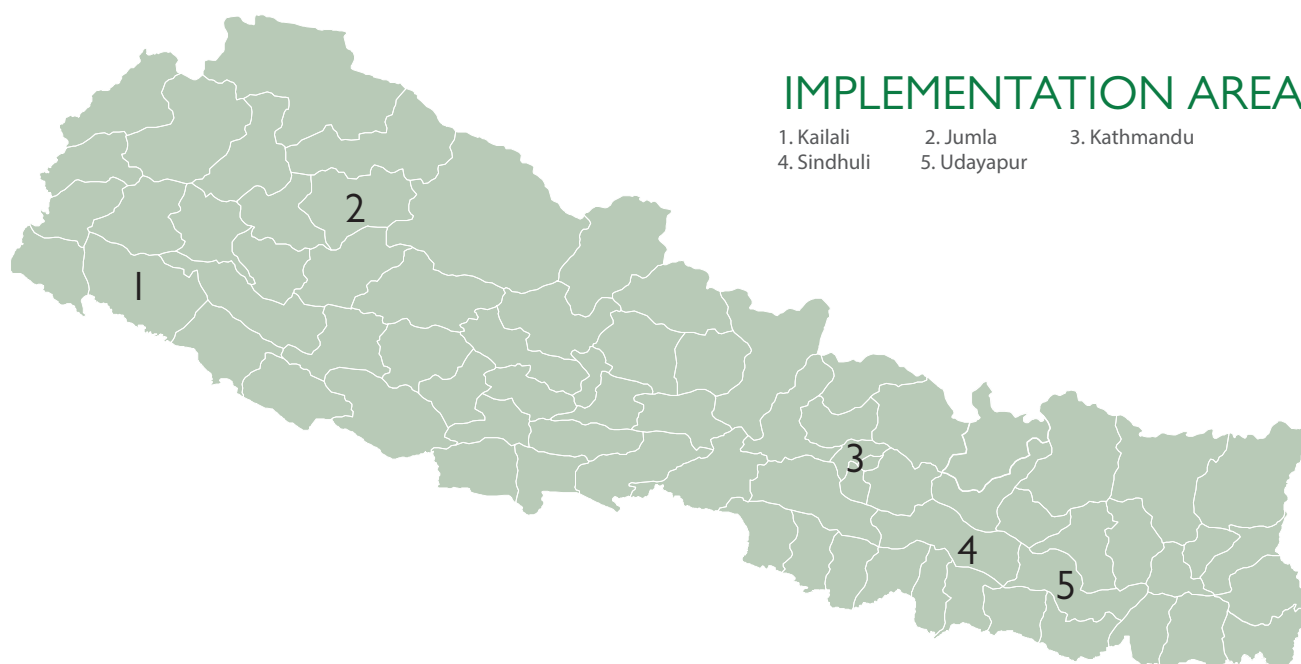 IMPLEMENTATION AREA
1. Kailali 2. Jumla 3. Kathmandu
4. Sindhuli 5. Udayapur
2
1
3
4
5